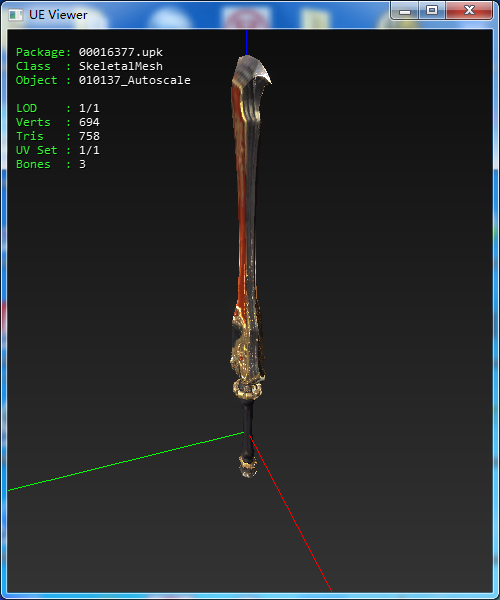 UE Viewer
Package: 00016377.upk
Class : SkeletalMesh
Object : 010137_Autoscale
LOD : 1/1
Verts : 694
Tris : 758
UV Set : 1/1
Bones : 3